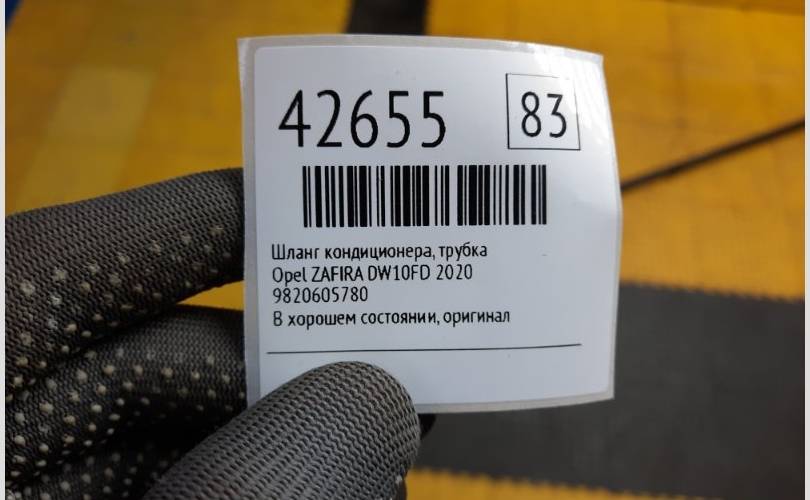 42655 83
Шланг кондиционера, трубка
Opel ZAFIRA DW10FD 2020
9820605780
В хорошем состоянии, оригинал